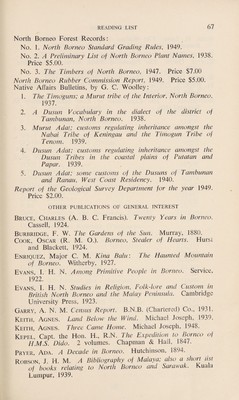 READING LIST 67
North Borneo Forest Records:
No. 1. North Borneo Standard Grading Rules, 1949.
No. 2. A Preliminary List of North Borneo Plant Names, 1938.
Price $5.00.
No. 3. The Timbers of North Borneo, 1947. Price $7.00
North Borneo Rubber Commission Report, 1949. Price $5.00.
Native Affairs Bulletins, by G. C. Woolley:
1. The Timoguns; a Murut tribe of the Interior, North Borneo.
1937.
2. A Dusun Vocabulary in the dialect of the district of
Tambunan, North Borneo. 1938.
3. Murut Adat; customs regulating inheritance amongst the
Nabai Tribe of Keningau and the Timogun Tribe of
Tenom. 1939.
4. Dusun Adat; customs regulating inheritance amongst the
Dusun Tribes in the coastal plains of Putatan and
Papar. 1939.
5. Dusun Adat; some customs of the Dusuns of Tambunan
and Ranau, West Coast Residency. 1940.
Report of the Geological Survey Department for the year 1949.
Price $2.00.
OTHER PUBLICATIONS OF GENERAL INTEREST
BRUCE, CHARLES (A. B. C. Francis). Twenty Years in Borneo.
Cassell, 1924.
BURBRIDGE, F. W. The Gardens of the Sun. Murray, 1880.
COOK, OSCAR (R. M. O.). Borneo, Stealer of Hearts. Hurst
and Blackett, 1924.
ENRIQUEZ, Major C. M. Kina Balu: The Haunted Mountain
of Borneo. Witherby, 1927.
EVANS, I. H. N. Among Primitive People in Borneo. Service,
1922.
EVANS, I. H. N. Studies in Religion, Folk-lore and Custom in
British North Borneo and the Malay Peninsula. Cambridge
University Press, 1923.
GARRY, A. N. M. Census Report. B.N.B. (Chartered) Co., 1931.
KEITH, AGNES. Land Below the Wind. Michael Joseph, 1939.
KEITH, AGNES. Three Came Home. Michael Joseph, 1948.
KEPEL, Capt. the Hon. H., R.N. The Expedition to Borneo of
H.M.S. Dido. 2 volumes. Chapman & Hall, 1847.
PRYER, ADA. A Decade in Borneo. Hutchinson, 1894.
ROBSON, J. H. M. A Bibliography of Malaya; also a short list
of books relating to North Borneo and Sarawak. Kuala
Lumpur, 1939.